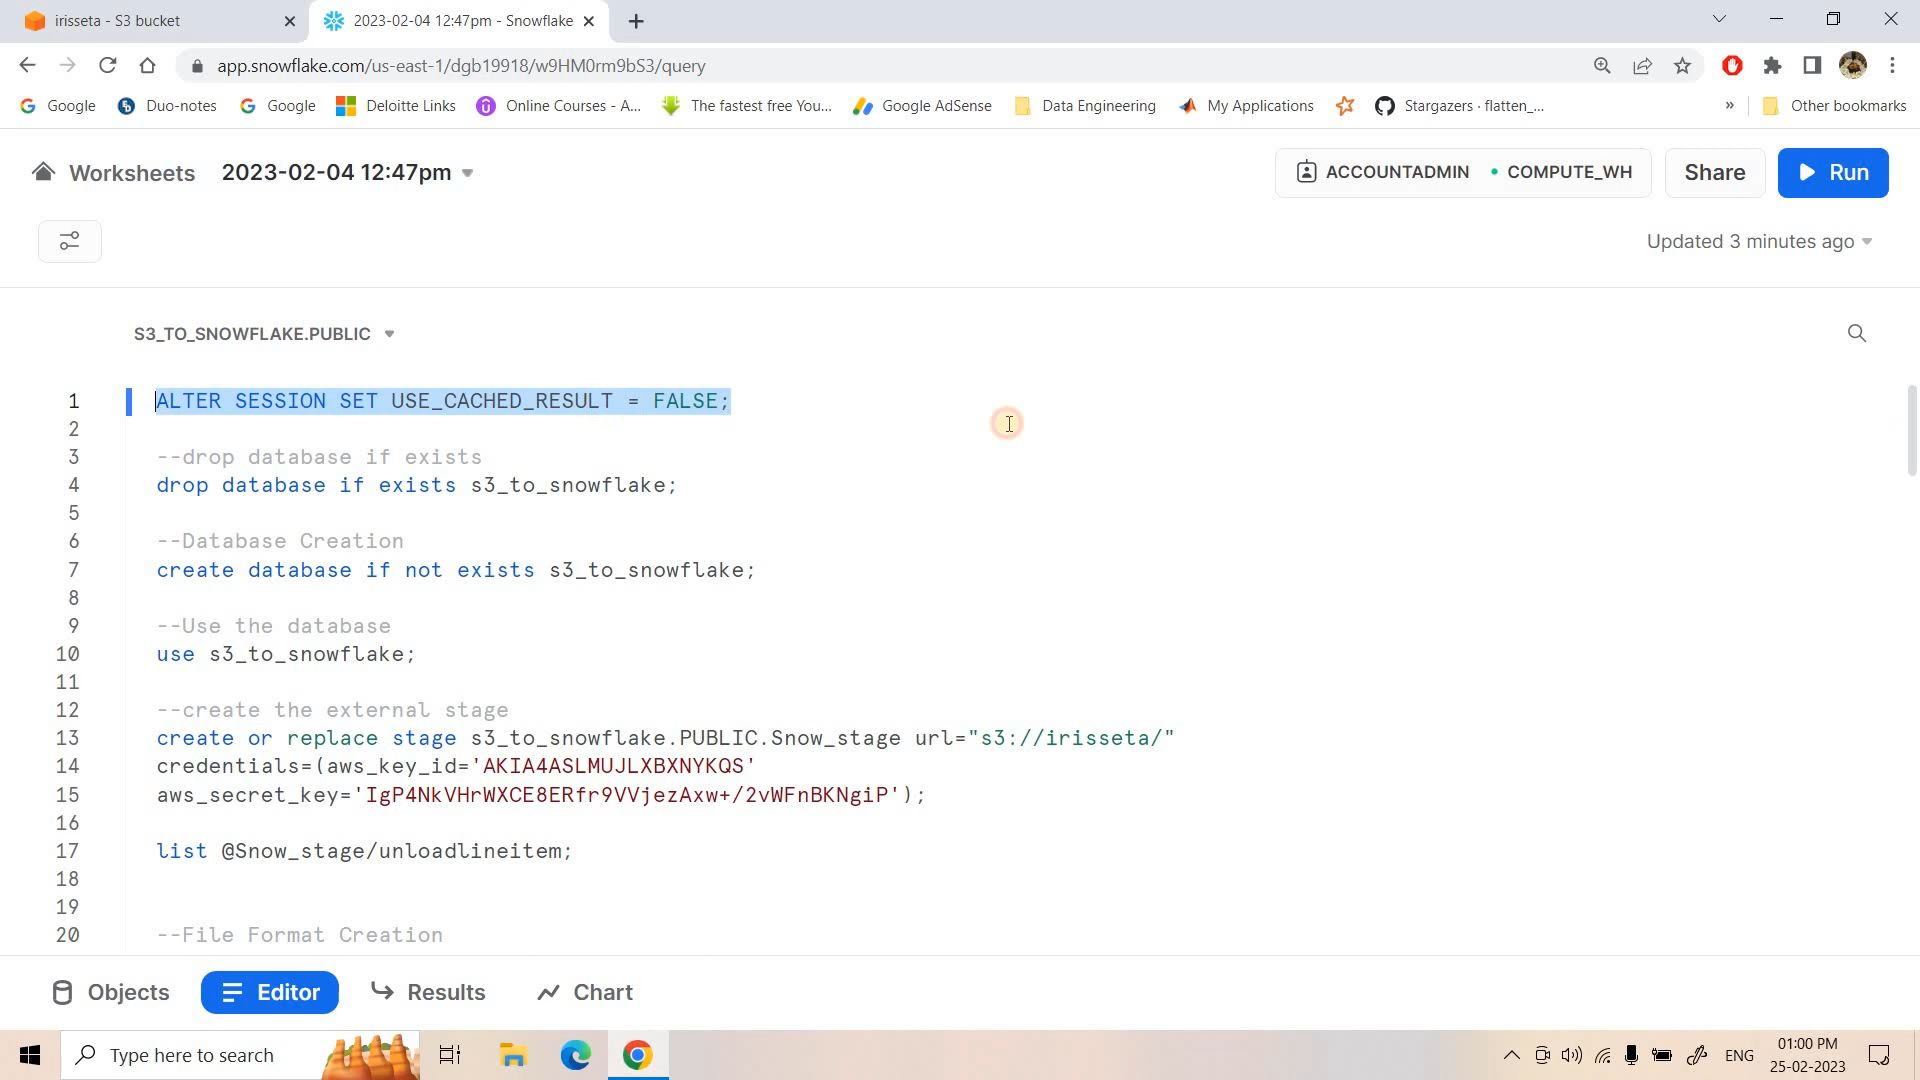 irisseta - S3 bucket
2023-02-04 12:47pm - Snowflake
app.snowflake.com/us-east-1/dgb19918/w9HM0rm9bS3/query
Google Duo-notes Google Deloitte Links Online Courses - A... The fastest free You... Google AdSense Data Engineering My Applications Stargazers · flatten_... » Other bookmarks
Worksheets 2023-02-04 12:47pm ACCOUNTADMIN COMPUTE_WH Share Run
Updated 3 minutes ago
S3_TO_SNOWFLAKE.PUBLIC
1 ALTER SESSION SET USE_CACHED_RESULT = FALSE;
2
3 --drop database if exists
4 drop database if exists s3_to_snowflake;
5
6 --Database Creation
7 create database if not exists s3_to_snowflake;
8
9 --Use the database
10 use s3_to_snowflake;
11
12 --create the external stage
13 create or replace stage s3_to_snowflake.PUBLIC.Snow_stage url="s3://irisseta/"
14 credentials=(aws_key_id='AKIA4ASLMUJLXBXNYKQS'
15 aws_secret_key='IgP4NkVHrWXCE8ERfr9VVjezAxw+/2vWFnBKNgiP');
16
17 list @Snow_stage/unloadlineitem;
18
19
20 --File Format Creation
Objects Editor Results Chart
Type here to search
ENG
01:00 PM
25-02-2023